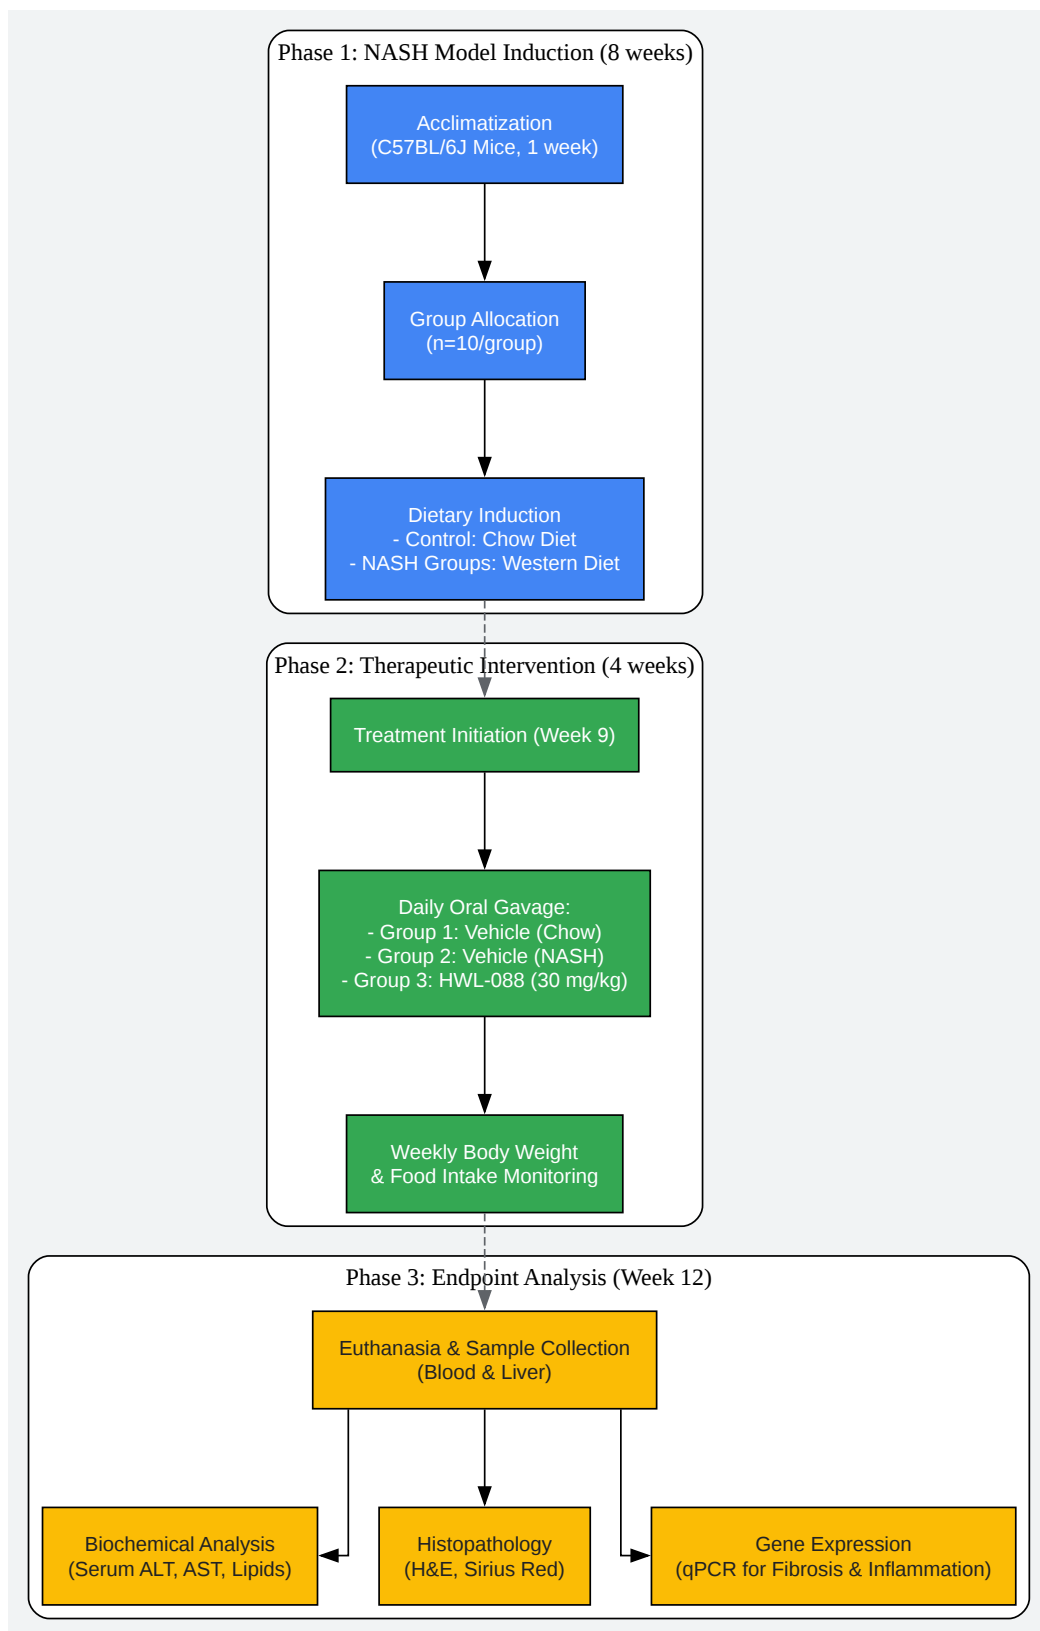 Phase 1: NASH Model Induction (8 weeks)
Acclimatization
(C57BL/6J Mice, 1 week)
Group Allocation
(n=10/group)
Dietary Induction
- Control: Chow Diet
- NASH Groups: Western Diet
Phase 2: Therapeutic Intervention (4 weeks)
Treatment Initiation (Week 9)
Daily Oral Gavage:
- Group 1: Vehicle (Chow)
- Group 2: Vehicle (NASH)
- Group 3: HWL-088 (30 mg/kg)
Weekly Body Weight
& Food Intake Monitoring
Phase 3: Endpoint Analysis (Week 12)
Euthanasia & Sample Collection
(Blood & Liver)
Biochemical Analysis
(Serum ALT, AST, Lipids)
Histopathology
(H&E, Sirius Red)
Gene Expression
(qPCR for Fibrosis & Inflammation)